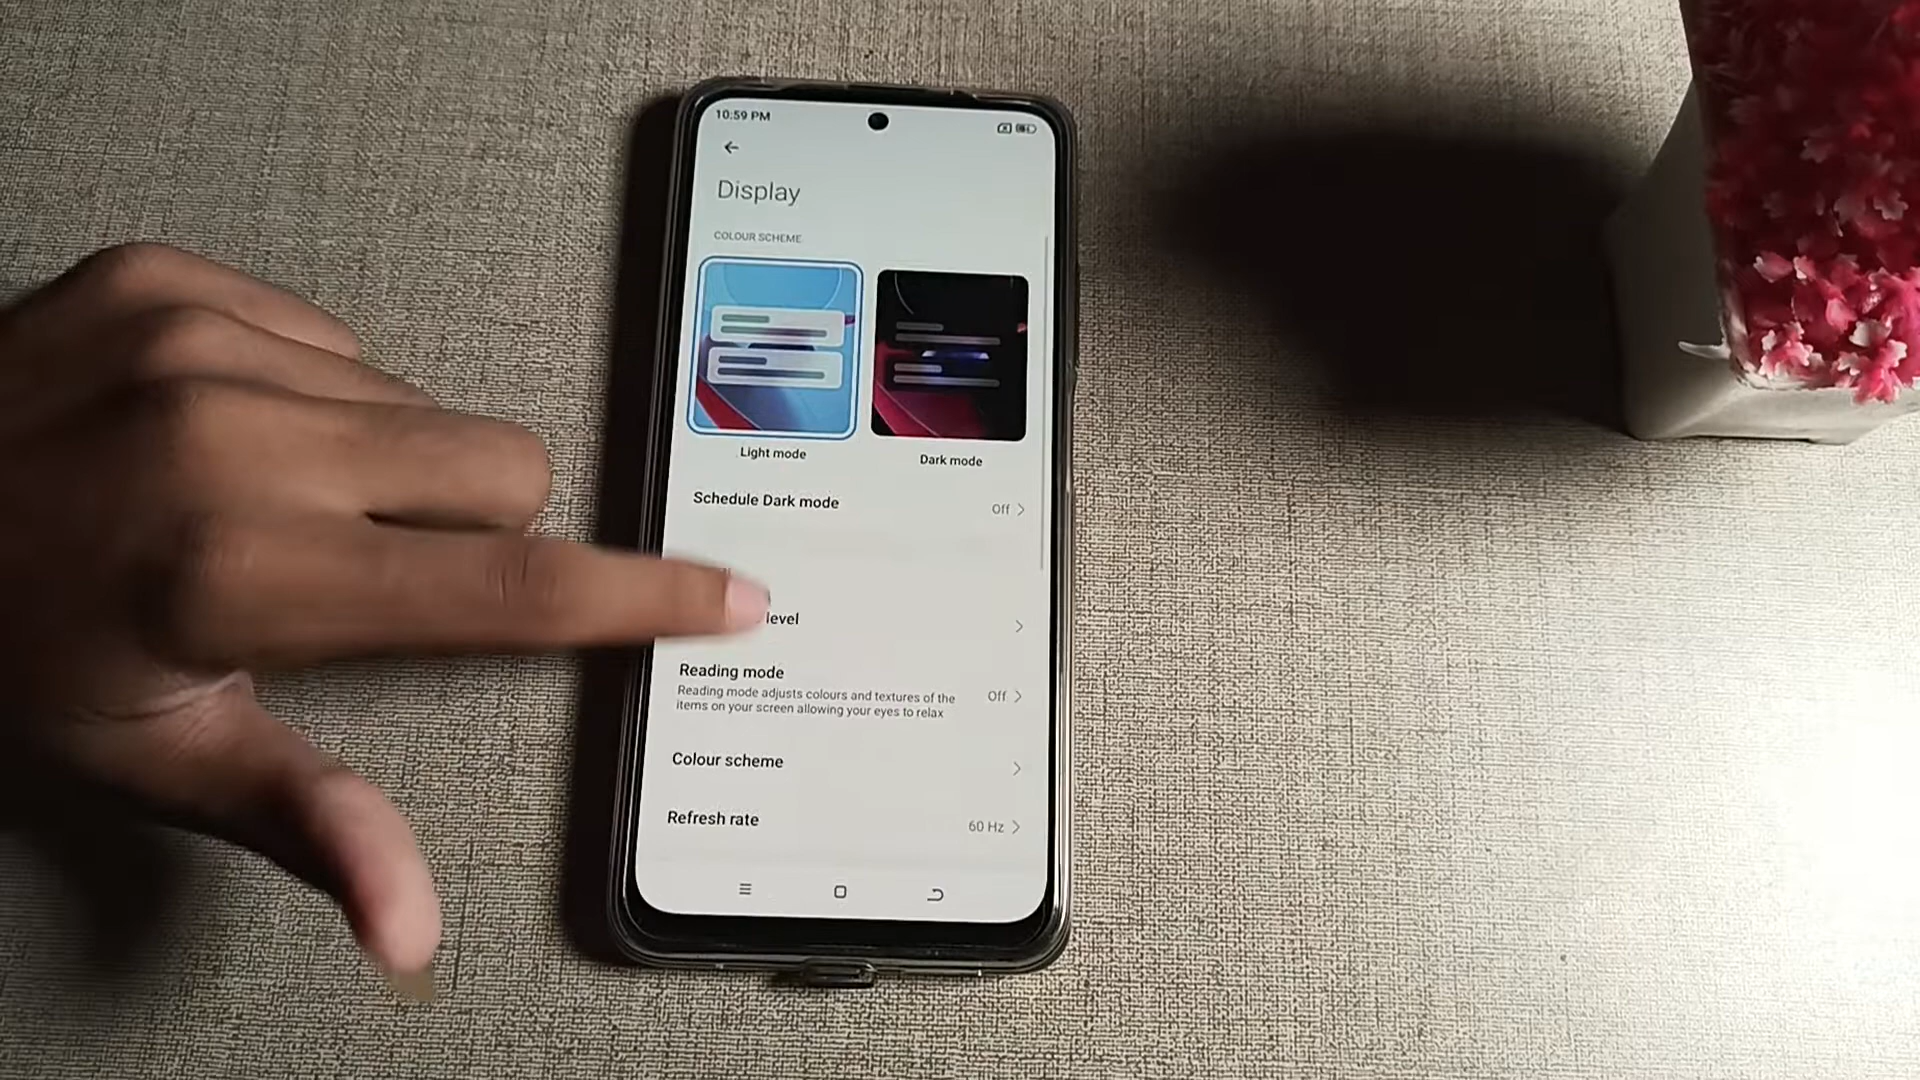 10:59 PM
Display
COLOUR SCHEME
Light mode
Dark mode
Schedule Dark mode
Off
level
Reading mode
Reading mode adjusts colours and textures of the
Off
items on your screen allowing your eyes to relax
Colour scheme
Refresh rate
60 Hz